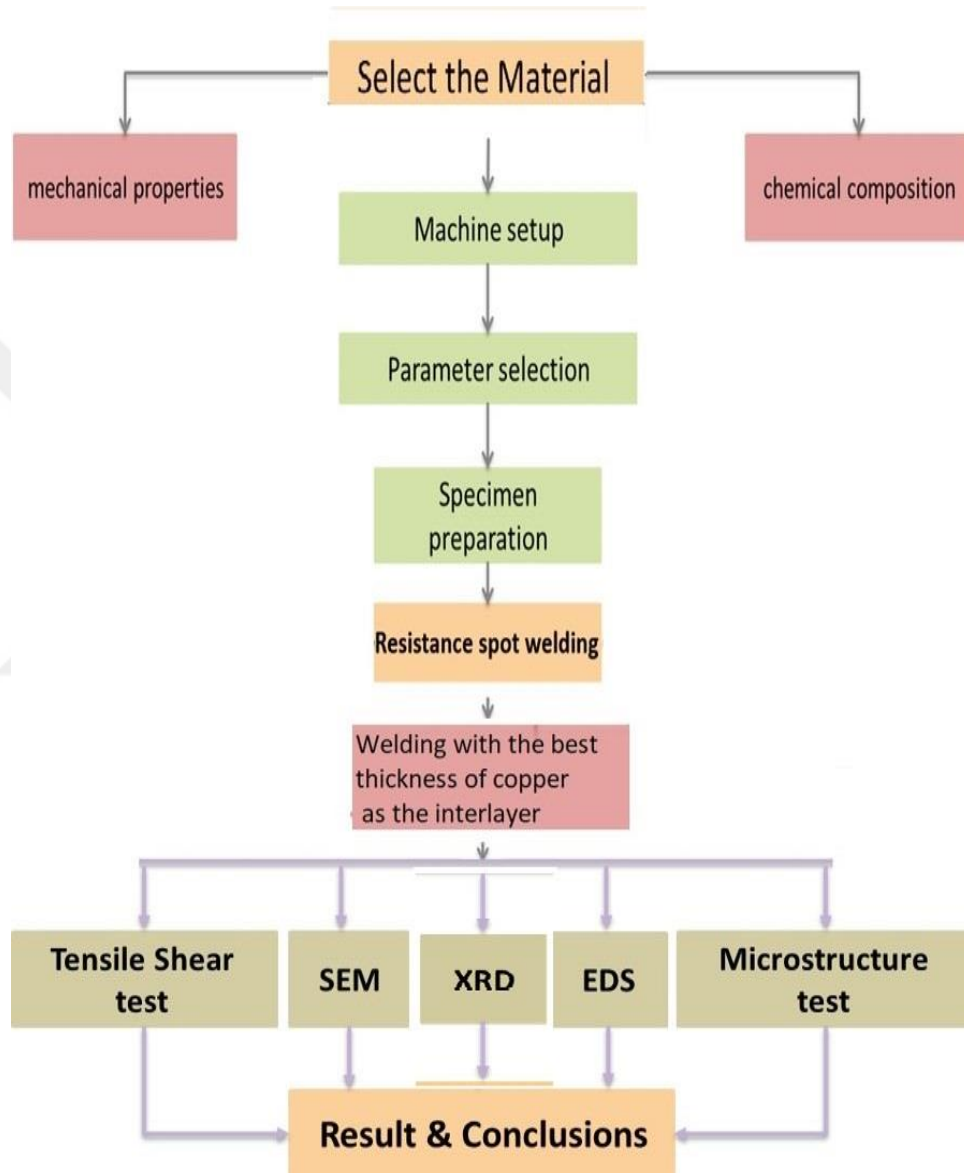 Select the Material
mechanical properties
chemical composition
Machine setup
Parameter selection
Specimen
preparation
Resistance spot welding
Welding with the best
thickness of copper
as the interlayer
Tensile Shear
test
SEM
XRD
EDS
Microstructure
test
Result & Conclusions